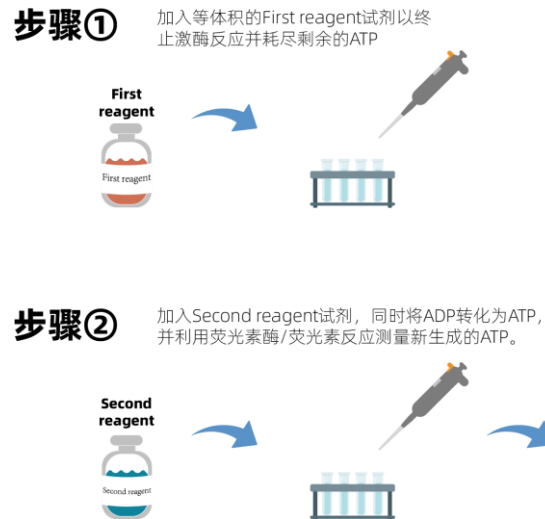 步骤①
加入等体积的First reagent试剂以终
止激酶反应并耗尽剩余的ATP
First
reagent
First reagent
步骤②
加入Second reagent试剂，同时将ADP转化为ATP，
并利用荧光素酶/荧光素反应测量新生成的ATP。
Second
reagent
Second reagent